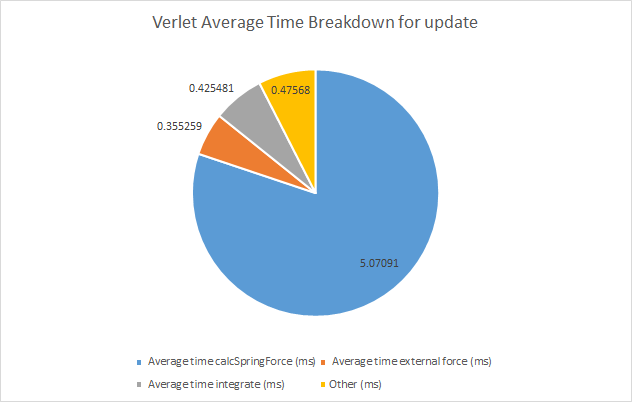 Verlet Average Time Breakdown for update
0.47568
0.425481
0.355259
5.07091
Average time calcSpringForce (ms)
Average time external force (ms)
Average time integrate (ms)
Other (ms)